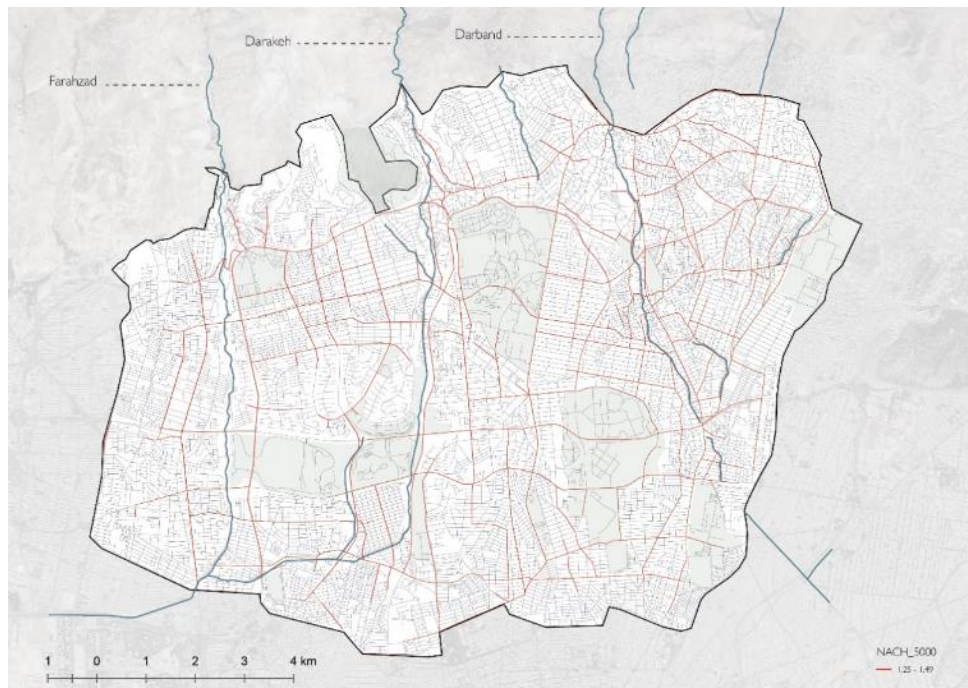 Darakeh
Darband
Farahzad
1 0 1 2 3 4 km
NACH_5000
1.25 - 1.49